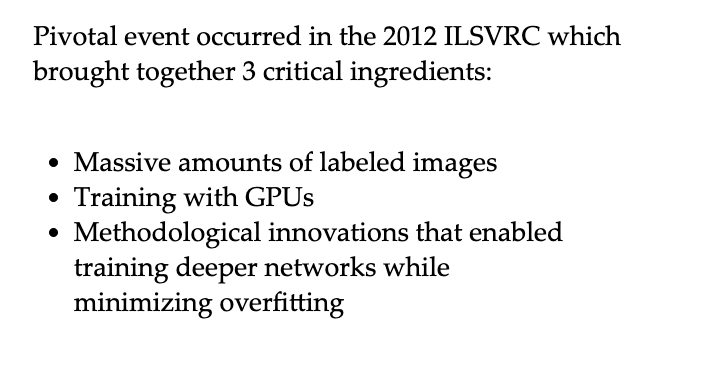 Pivotal event occurred in the 2012 ILSVRC which
brought together 3 critical ingredients:
• Massive amounts of labeled images
• Training with GPUs
• Methodological innovations that enabled
training deeper networks while
minimizing overfitting